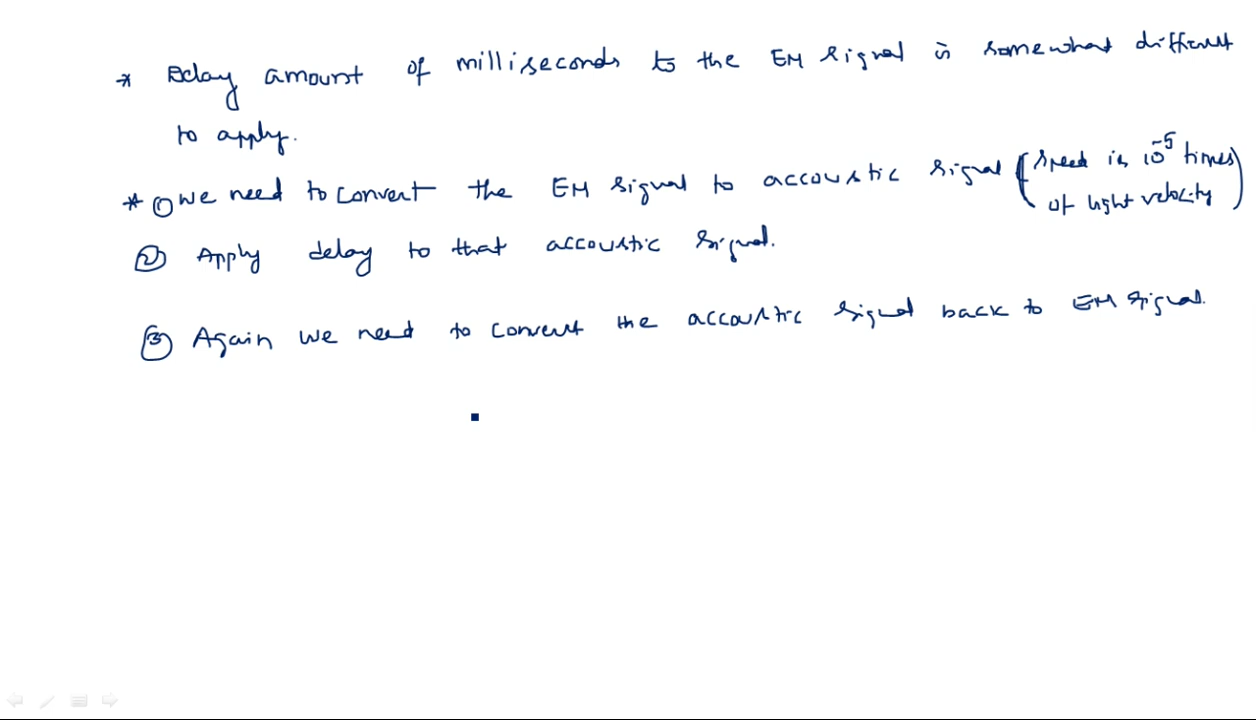 * Delay amount of milliseconds to the EM signal is somewhat difficult
to apply.
* ① we need to convert the EM signal to accoustic signal (speed is 10⁻⁵ times
of light velocity)
② Apply delay to that accoustic signal.
③ Again we need to convert the accoustic signal back to EM signal.